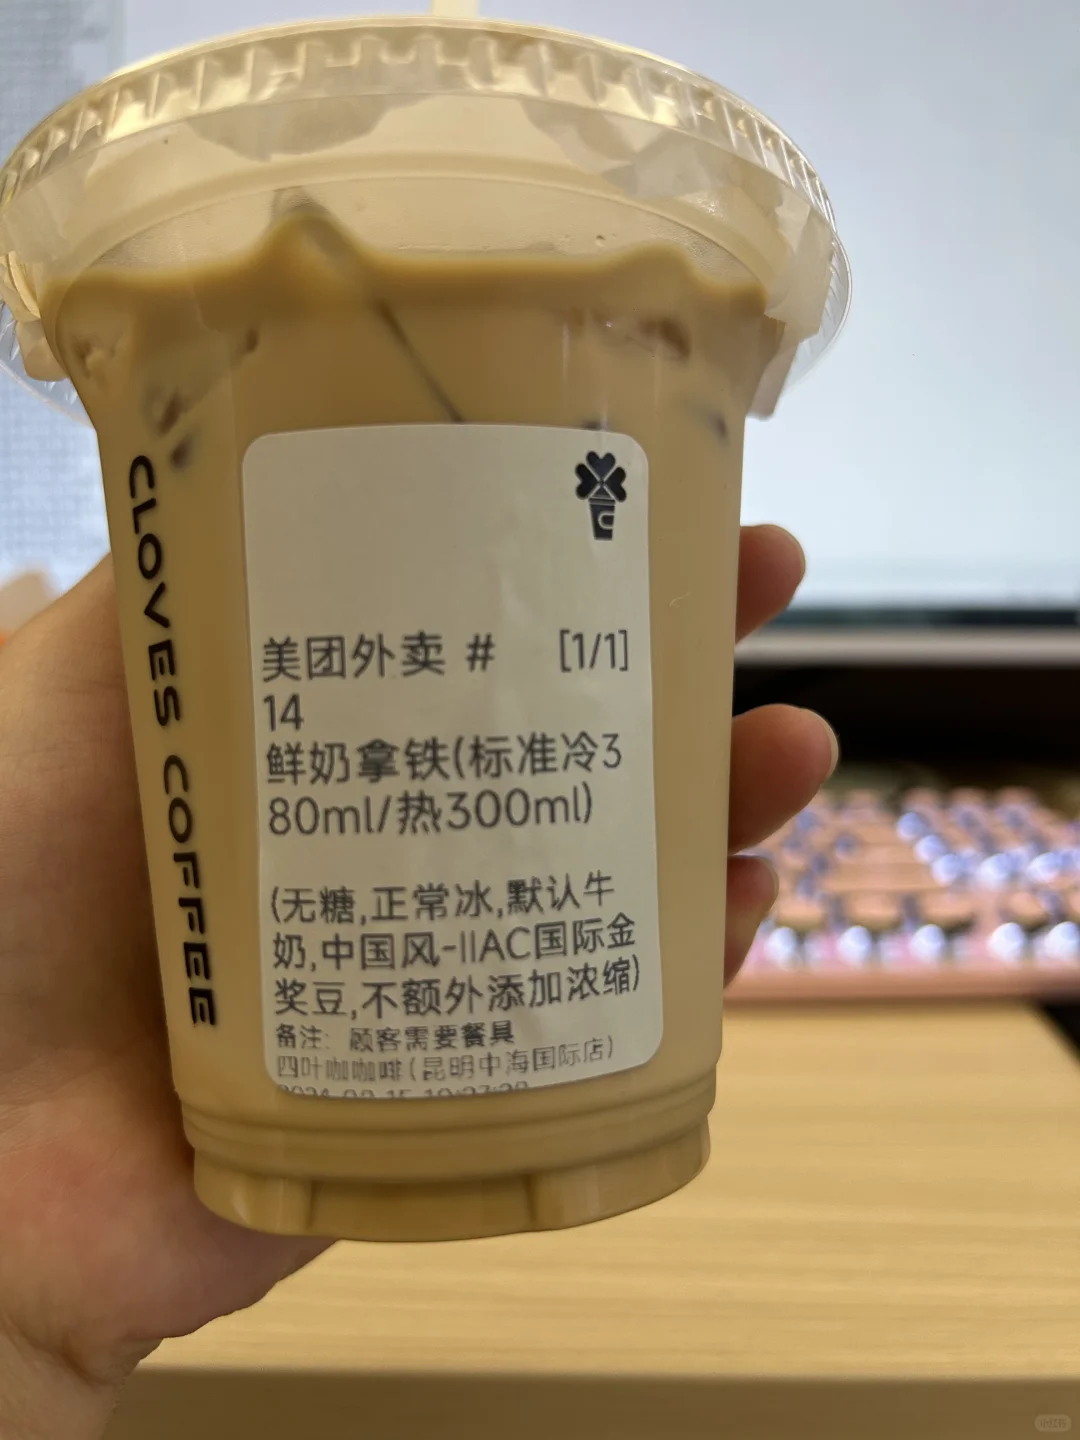 CLOVES COFFEE
美团外卖 # [1/1]
14
鲜奶拿铁(标准冷3
80ml/热300ml)
(无糖,正常冰,默认牛
奶,中国风-IIAC国际金
奖豆,不额外添加浓缩)
备注: 顾客需要餐具
四叶咖咖啡(昆明中海国际店)